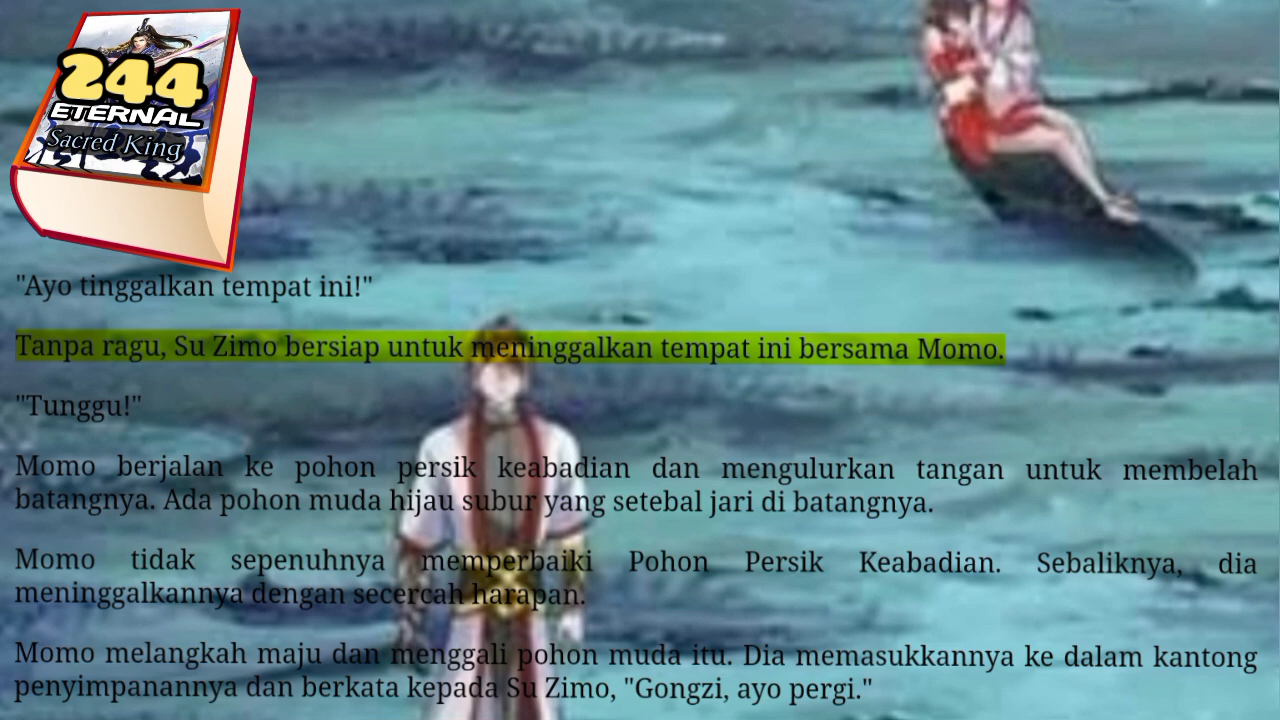 244
ETERNAL
Sacred King
"Ayo tinggalkan tempat ini!"
Tanpa ragu, Su Zimo bersiap untuk meninggalkan tempat ini bersama Momo.
"Tunggu!"
Momo berjalan ke pohon persik keabadian dan mengulurkan tangan untuk membelah
batangnya. Ada pohon muda hijau subur yang setebal jari di batangnya.
Momo tidak sepenuhnya memperbaiki Pohon Persik Keabadian. Sebaliknya, dia
meninggalkannya dengan secercah harapan.
Momo melangkah maju dan menggali pohon muda itu. Dia memasukkannya ke dalam kantong
penyimpanannya dan berkata kepada Su Zimo, "Gongzi, ayo pergi."